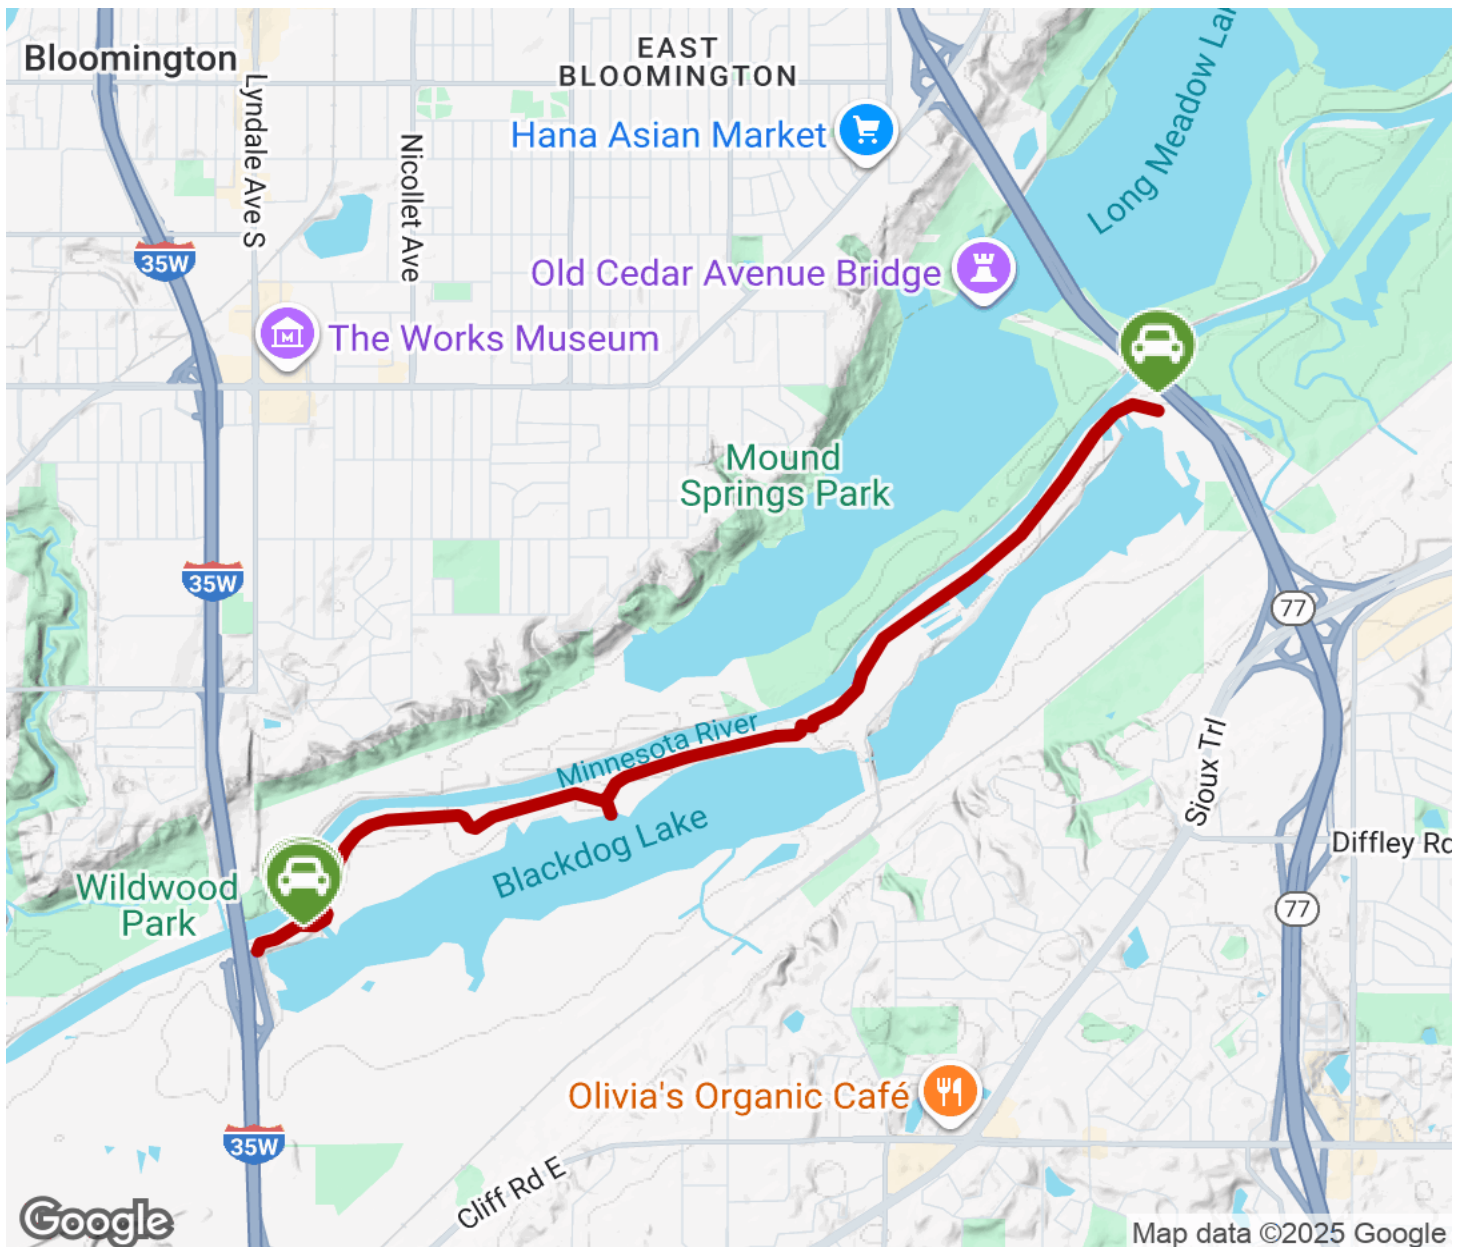 Bloomington
EAST
BLOOMINGTON
Lyndale Ave S
Nicollet Ave
Hana Asian Market
Long Meadow
35W
Old Cedar Avenue Bridge
The Works Museum
M
Mound
Springs Park
35W
77
Minnesota River
Sioux Trl
Blackdog Lake
Diffley Rd
Wildwood
Park
77
Olivia's Organic Café
35W
Cliff Rd E
Google
Map data ©2025 Google